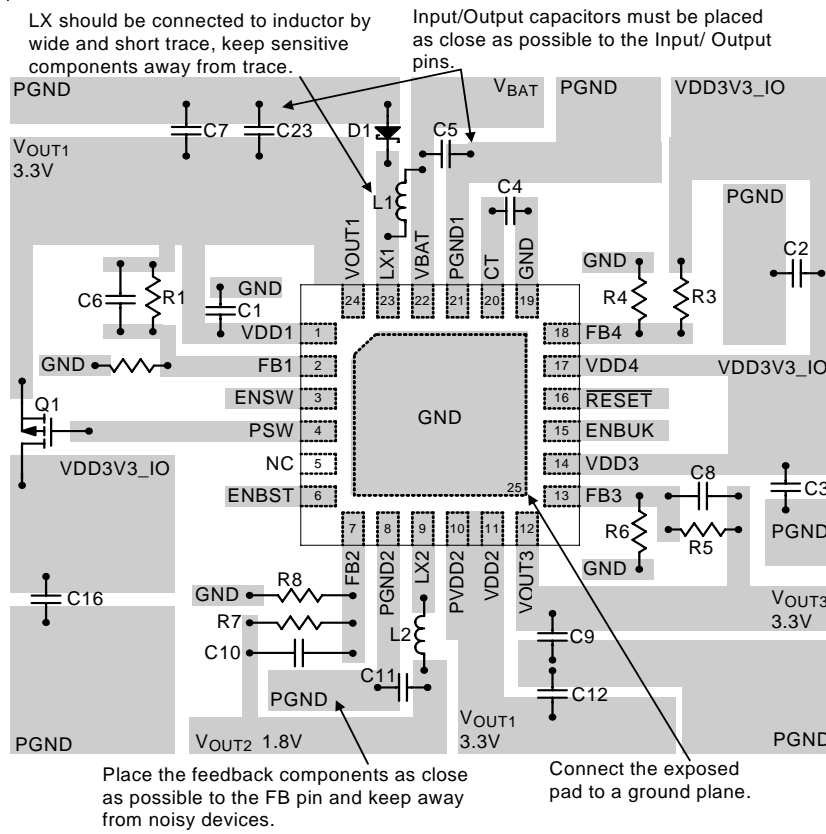 LX should be connected to inductor by
wide and short trace, keep sensitive
components away from trace.
Input/Output capacitors must be placed
as close as possible to the Input/ Output
pins.
PGND
VBAT
PGND
VDD3V3_IO
C7
C23
D1
C5
VOUT1
3.3V
L1
C4
PGND
C2
VOUT1
LX1
VBAT
PGND1
CT
GND
GND
C6
R1
C1
GND
R4
R3
24
23
22
21
20
19
VDD1
1
18
FB4
GND
FB1
2
17
VDD4
VDD3V3_IO
ENSW
3
16
RESET
Q1
PSW
4
GND
15
ENBUK
VDD3V3_IO
NC
5
14
VDD3
C8
C3
ENBST
6
25
13
FB3
7
8
9
10
11
12
R6
R5
PGND
FB2
PGND2
LX2
PVDD2
VDD2
VOUT3
GND
C16
GND
R8
R7
C10
L2
C9
VOUT3
3.3V
C11
PGND
C12
VOUT1
3.3V
PGND
VOUT2 1.8V
PGND
Place the feedback components as close
as possible to the FB pin and keep away
from noisy devices.
Connect the exposed
pad to a ground plane.